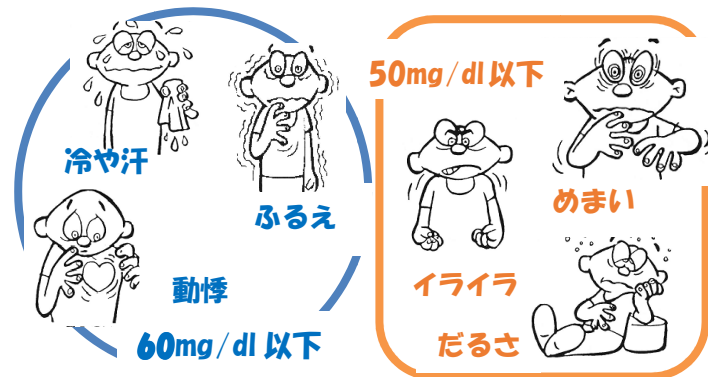 冷や汗
ふるえ
動悸
60mg/dl 以下
50mg/dl 以下
めまい
イライラ
だるさ